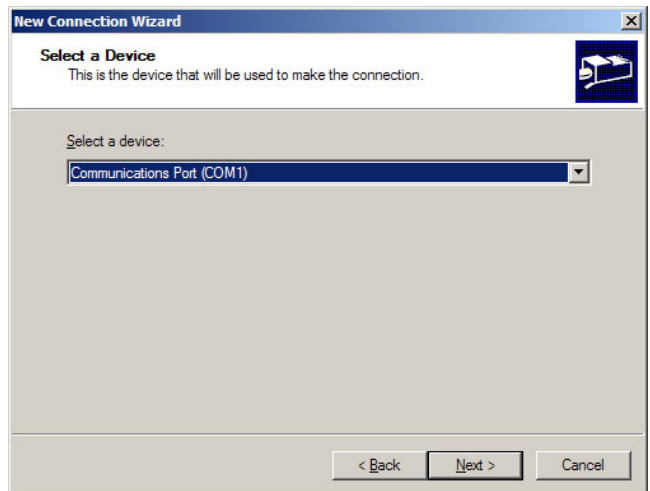 New Connection Wizard
Select a Device
This is the device that will be used to make the connection.
Select a device:
Communications Port (COM1)
< Back Next > Cancel